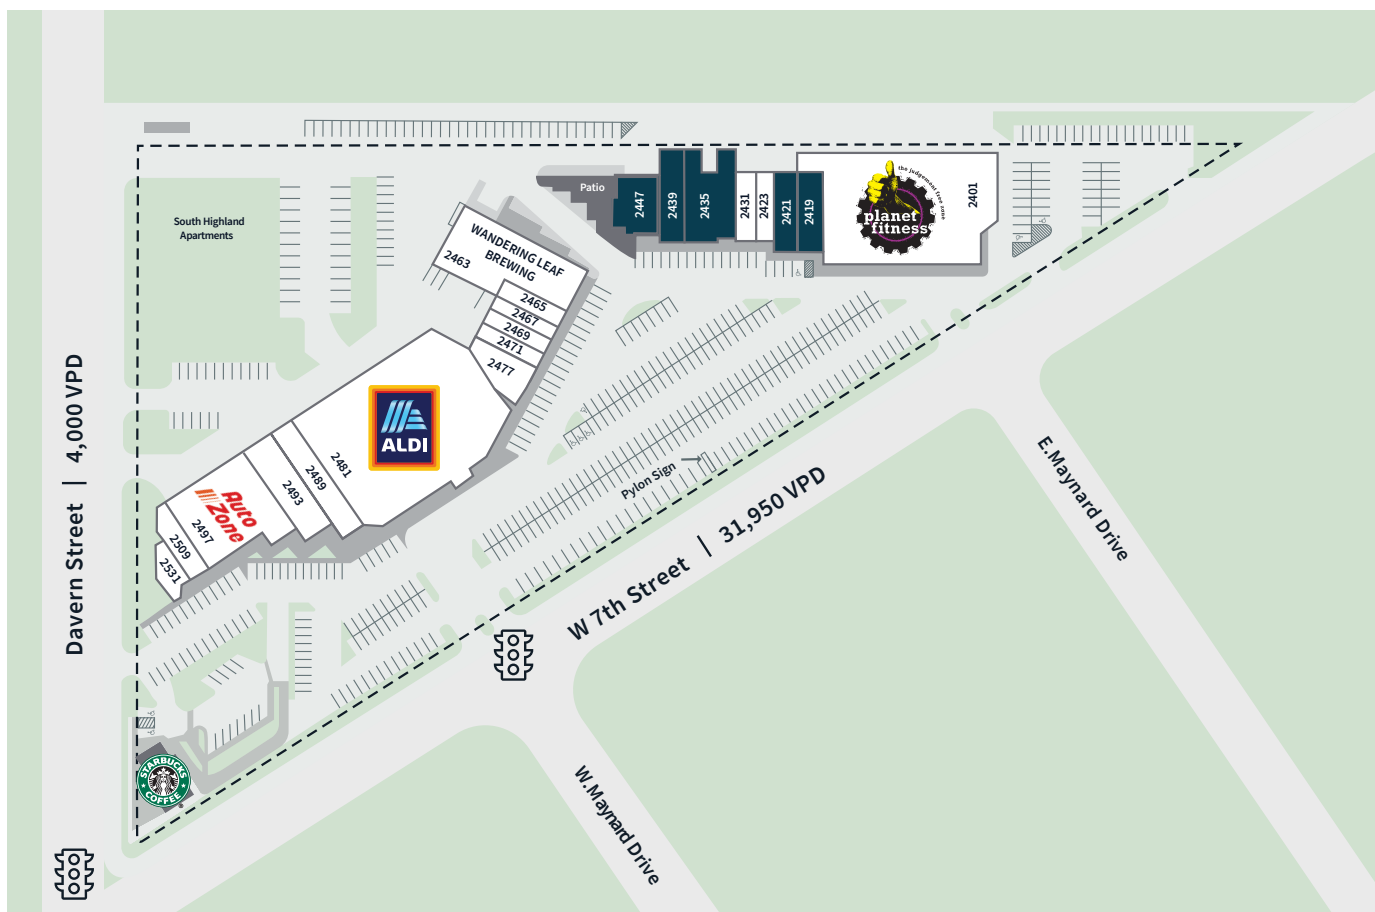 the judgement free zone
planet
fitness
2401
Patio
2447
2439
2435
2431
2423
2421
2419
South Highland
Apartments
WANDERING LEAF
BREWING
2463
2465
2467
2469
2471
2477
ALDI
2481
2489
2493
Auto
Zone
2497
2509
2531
Pylon Sign
Davern Street | 4,000 VPD
W 7th Street | 31,950 VPD
E.Maynard Drive
W.Maynard Drive
STARBUCKS
COFFEE